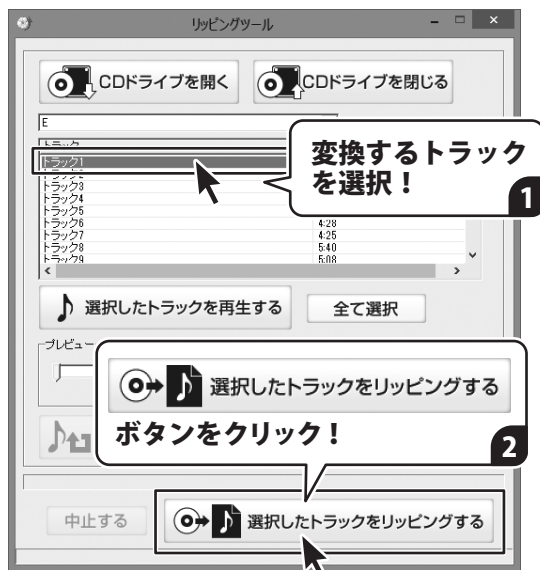 リッピングツール
CDドライブを開く
CDドライブを閉じる
E
トラック
トラック1
変換するトラック
を選択！
1
トラック3
トラック4
トラック5
トラック6 4:28
トラック7 4:25
トラック8 5:40
トラック9 5:08
選択したトラックを再生する
全て選択
プレビュー
選択したトラックをリッピングする
ボタンをクリック！
2
中止する
選択したトラックをリッピングする